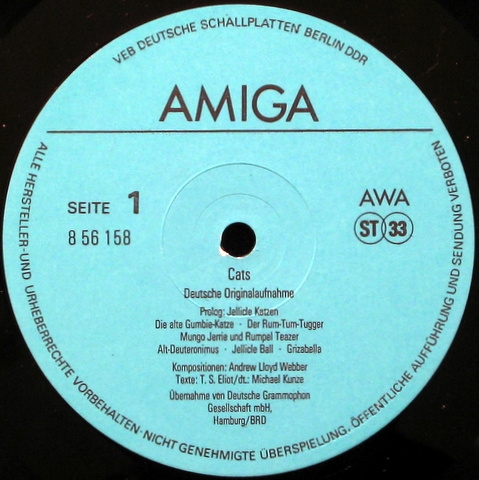 VEB DEUTSCHE SCHALLPLATTEN BERLIN DDR
AMIGA
SEITE 1
8 56 158
AWA
ST 33
Cats
Deutsche Originalaufnahme
Prolog: Jellicle Katzen
Die alte Gumbie-Katze · Der Rum-Tum-Tugger
Mungo Jerrie und Rumpel Teazer
Alt-Deuteronimus · Jellicle Ball · Grizabella
Kompositionen: Andrew Lloyd Webber
Texte: T. S. Eliot/dt.: Michael Kunze
Übernahme von Deutsche Grammophon
Gesellschaft mbH,
Hamburg/BRD
ALLE HERSTELLER-UND URHEBERRECHTE VORBEHALTEN·NICHT GENEHMIGTE ÜBERSPIELUNG, ÖFFENTLICHE AUFFÜHRUNG UND SENDUNG VERBOTEN